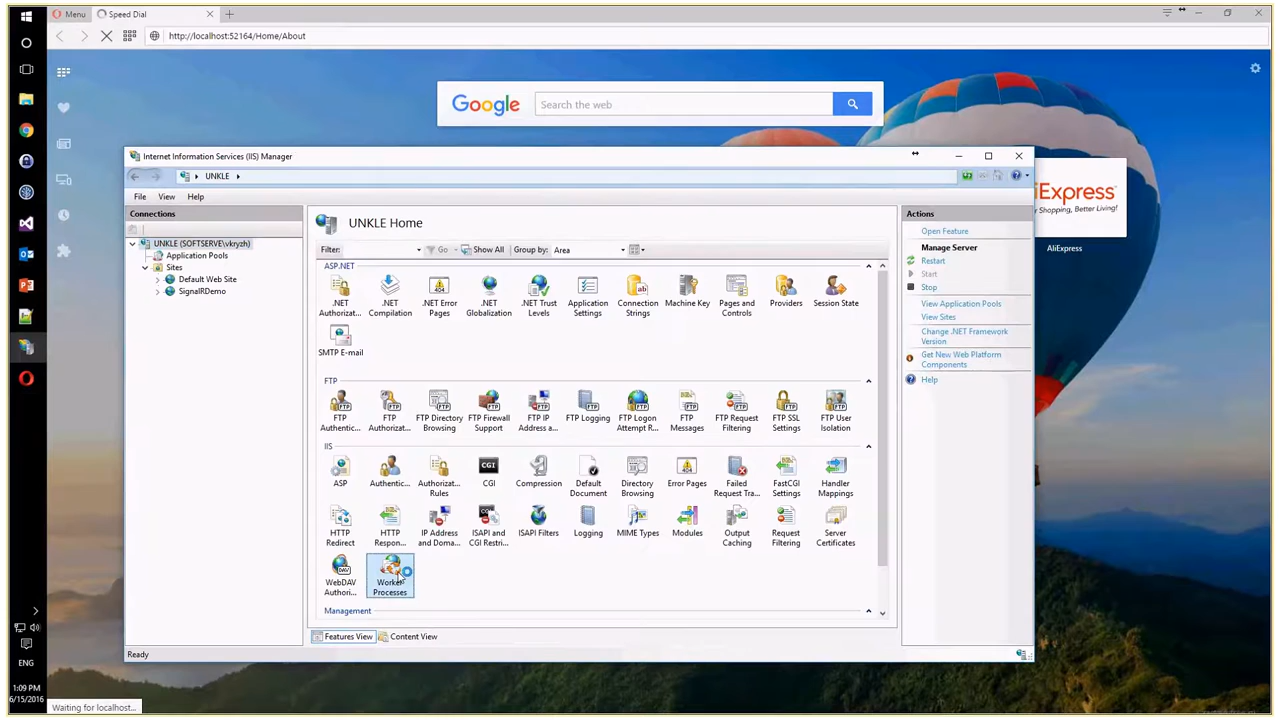 Menu
Speed Dial
http://localhost:52164/Home/About
Google
Search the web
Internet Information Services (IIS) Manager
UNKLE
File View Help
Connections
UNKLE (SOFTSERVE\vkryzh)
Application Pools
Sites
Default Web Site
SignalRDemo
UNKLE Home
Filter:
Go
Show All
Group by:
Area
ASP.NET
.NET Authorizat...
.NET Compilation
.NET Error Pages
.NET Globalization
.NET Trust Levels
Application Settings
Connection Strings
Machine Key
Pages and Controls
Providers
Session State
SMTP E-mail
FTP
FTP Authentic...
FTP Authorizat...
FTP Directory Browsing
FTP Firewall Support
FTP IP Address a...
FTP Logging
FTP Logon Attempt R...
FTP Messages
FTP Request Filtering
FTP SSL Settings
FTP User Isolation
IIS
ASP
Authentic...
Authorizat... Rules
CGI
Compression
Default Document
Directory Browsing
Error Pages
Failed Request Tra...
FastCGI Settings
Handler Mappings
HTTP Redirect
HTTP Respon...
IP Address and Doma...
ISAPI and CGI Restri...
ISAPI Filters
Logging
MIME Types
Modules
Output Caching
Request Filtering
Server Certificates
WebDAV Authori...
Worker Processes
Management
Features View
Content View
Ready
Actions
Open Feature
Manage Server
Restart
Start
Stop
View Application Pools
View Sites
Change .NET Framework
Version
Get New Web Platform
Components
Help
iExpress
r Shopping, Better Living!
AliExpress
ENG
1:09 PM
6/15/2016
Waiting for localhost...